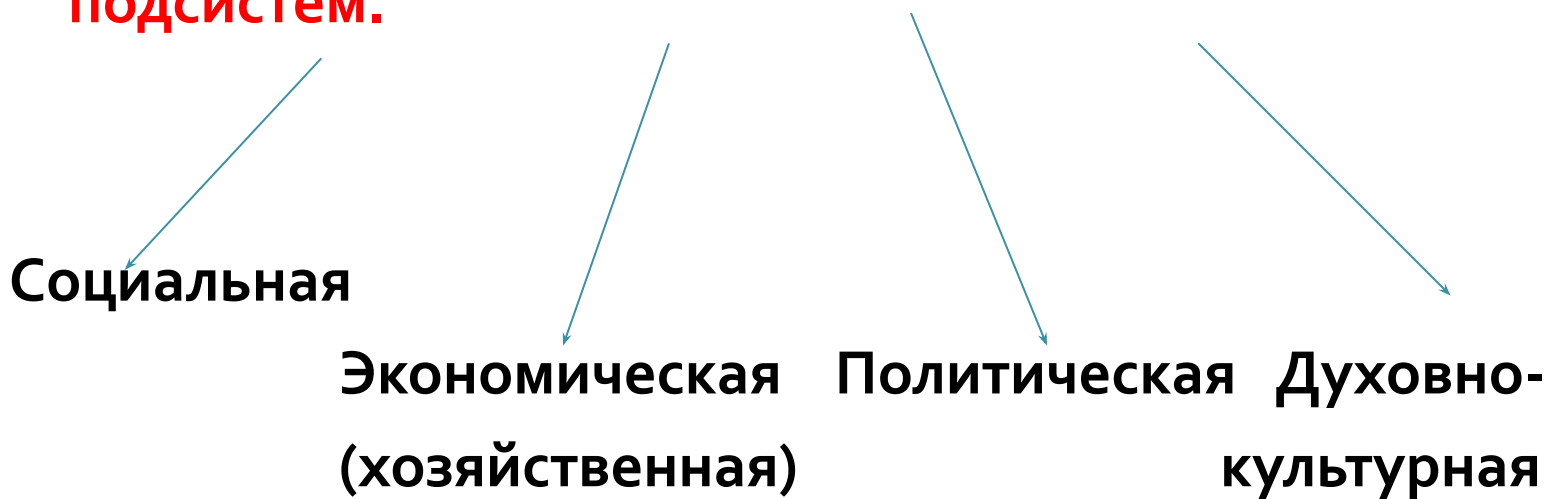 подсистем:
Социальная
Экономическая Политическая Духовно-
(хозяйственная) культурная